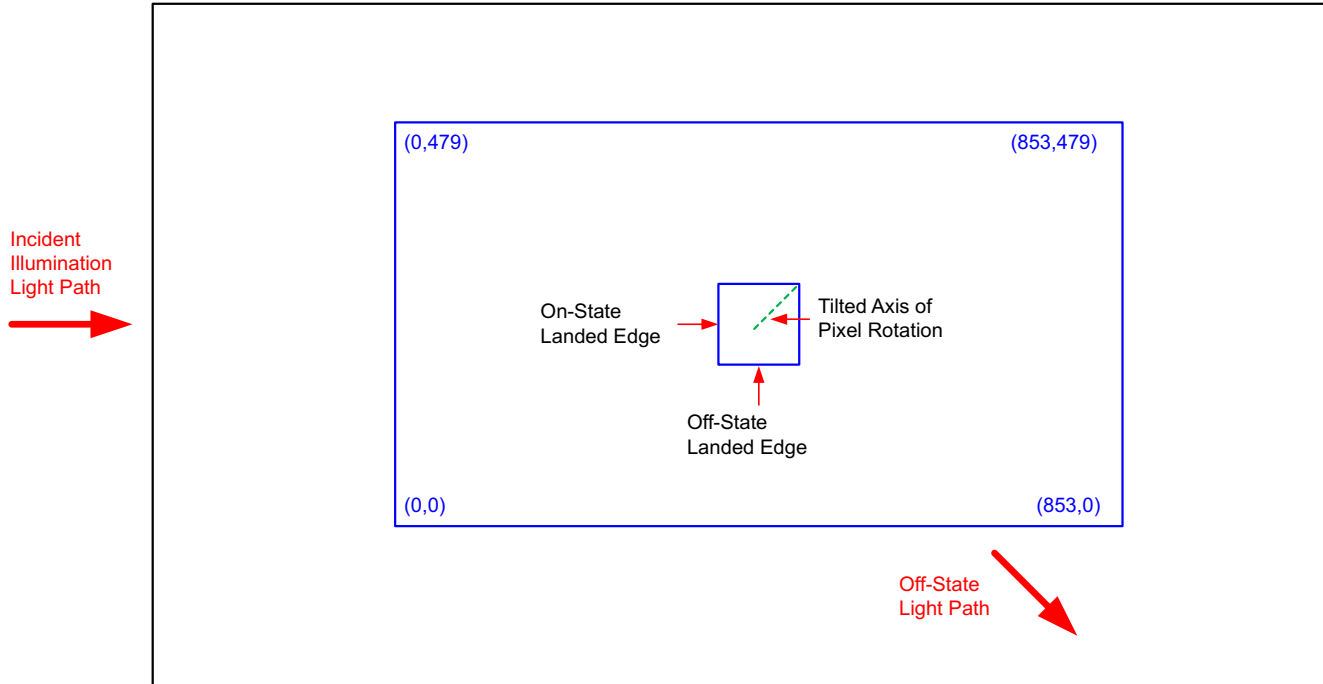 (0,479)
(853,479)
Incident
Illumination
Light Path
On-State
Landed Edge
Tilted Axis of
Pixel Rotation
Off-State
Landed Edge
(0,0)
(853,0)
Off-State
Light Path